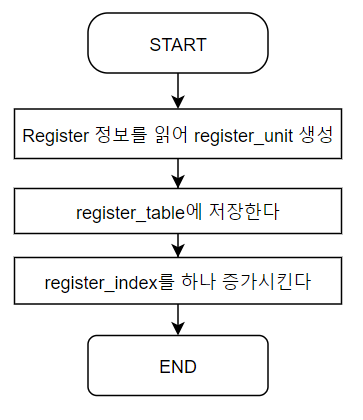 START
Register 정보를 읽어 register_unit 생성
register_table에 저장한다
register_index를 하나 증가시킨다
END